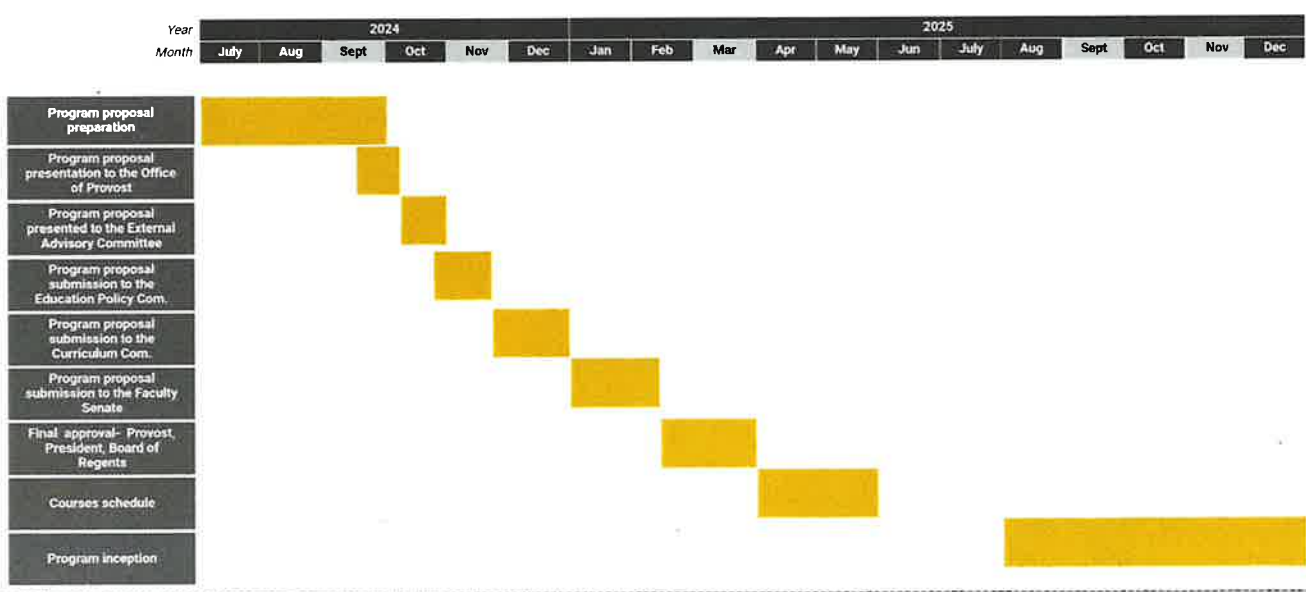 Year 2024 2025
Month July Aug Sept Oct Nov Dec Jan Feb Mar Apr May Jun July Aug Sept Oct Nov Dec
Program proposal
preparation
Program proposal
presentation to the Office
of Provost
Program proposal
presented to the External
Advisory Committee
Program proposal
submission to the
Education Policy Com.
Program proposal
submission to the
Curriculum Com.
Program proposal
submission to the Faculty
Senate
Final approval- Provost,
President, Board of
Regents
Courses schedule
Program inception